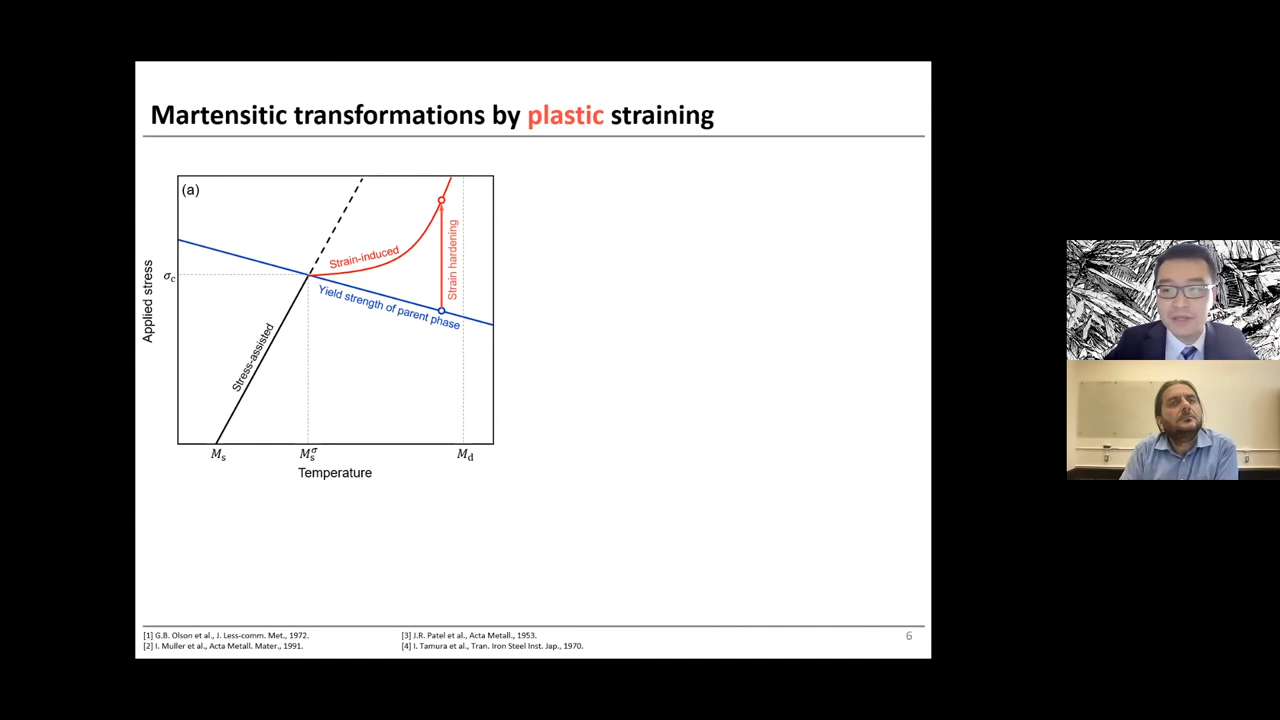 Martensitic transformations by plastic straining
(a)
Strain-induced
Strain hardening
σc
Yield strength of parent phase
Applied stress
Stress-assisted
Ms
Msσ
Md
Temperature
[1] G.B. Olson et al., J. Less-comm. Met., 1972.
[2] I. Muller et al., Acta Metall. Mater., 1991.
[3] J.R. Patel et al., Acta Metall., 1953.
[4] I. Tamura et al., Tran. Iron Steel Inst. Jap., 1970.
6